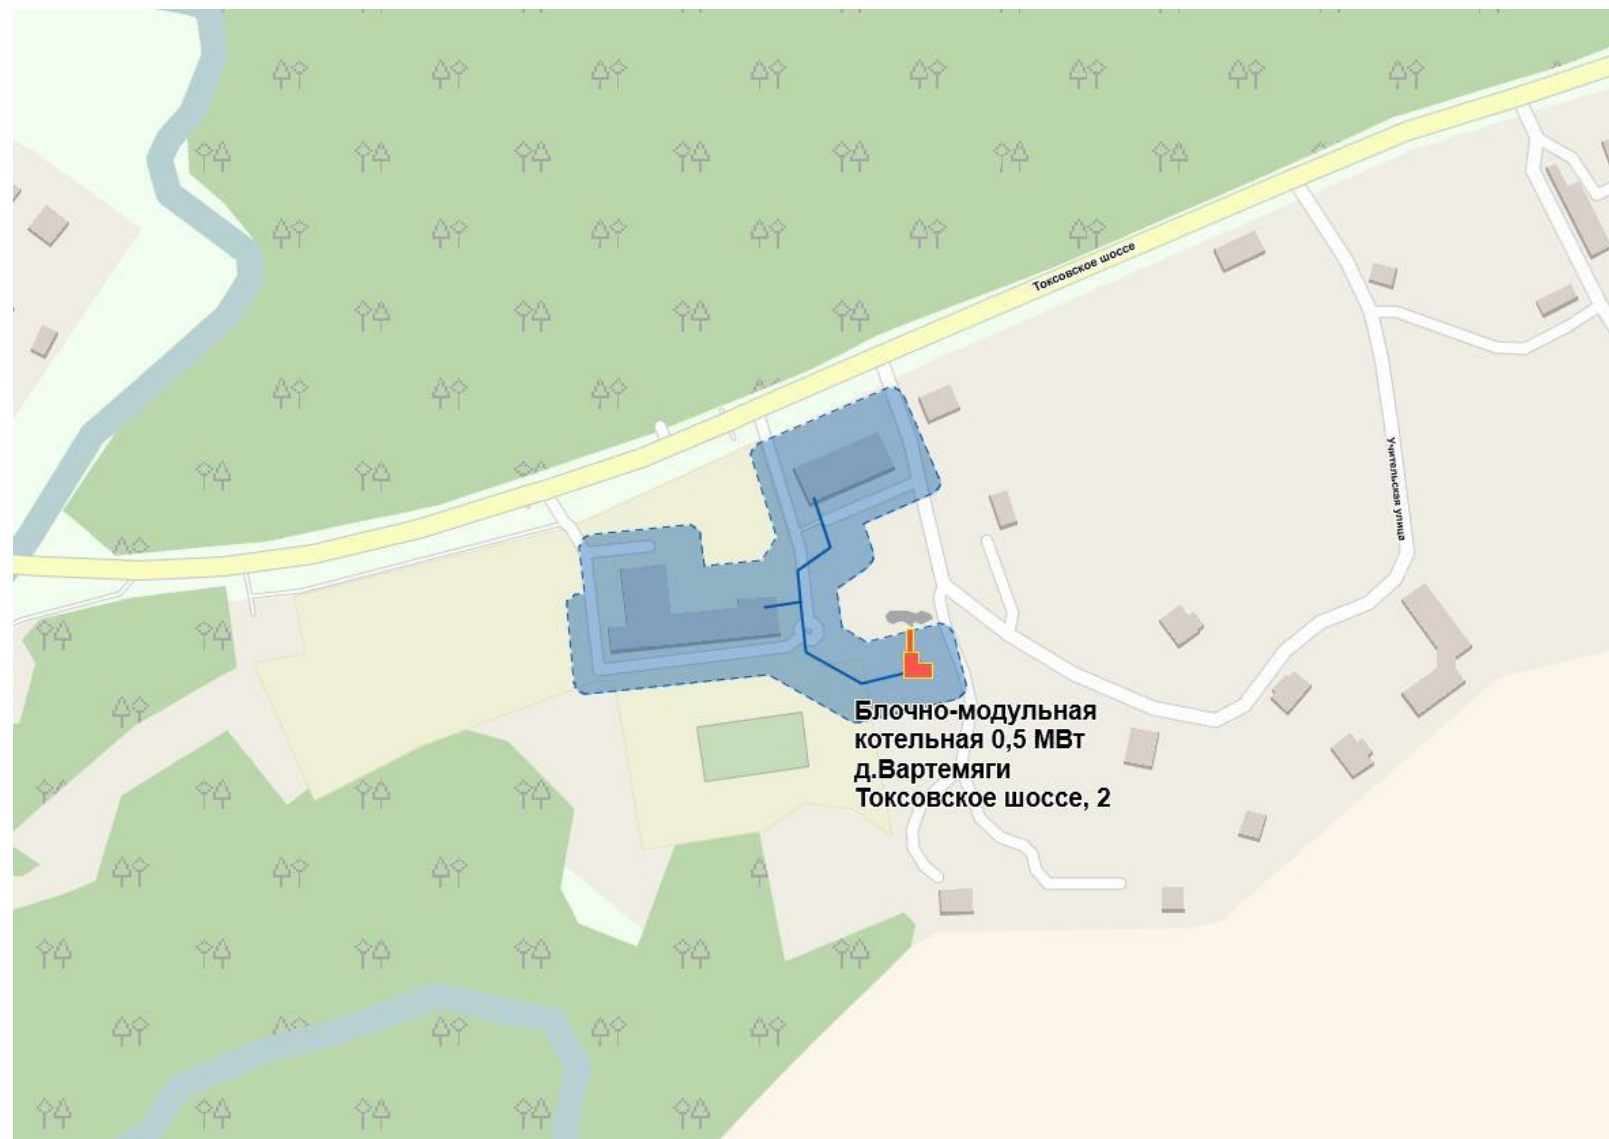 Токсовское шоссе
Учительская улица
Блочно-модульная
котельная 0,5 МВт
д.Вартемяги
Токсовское шоссе, 2